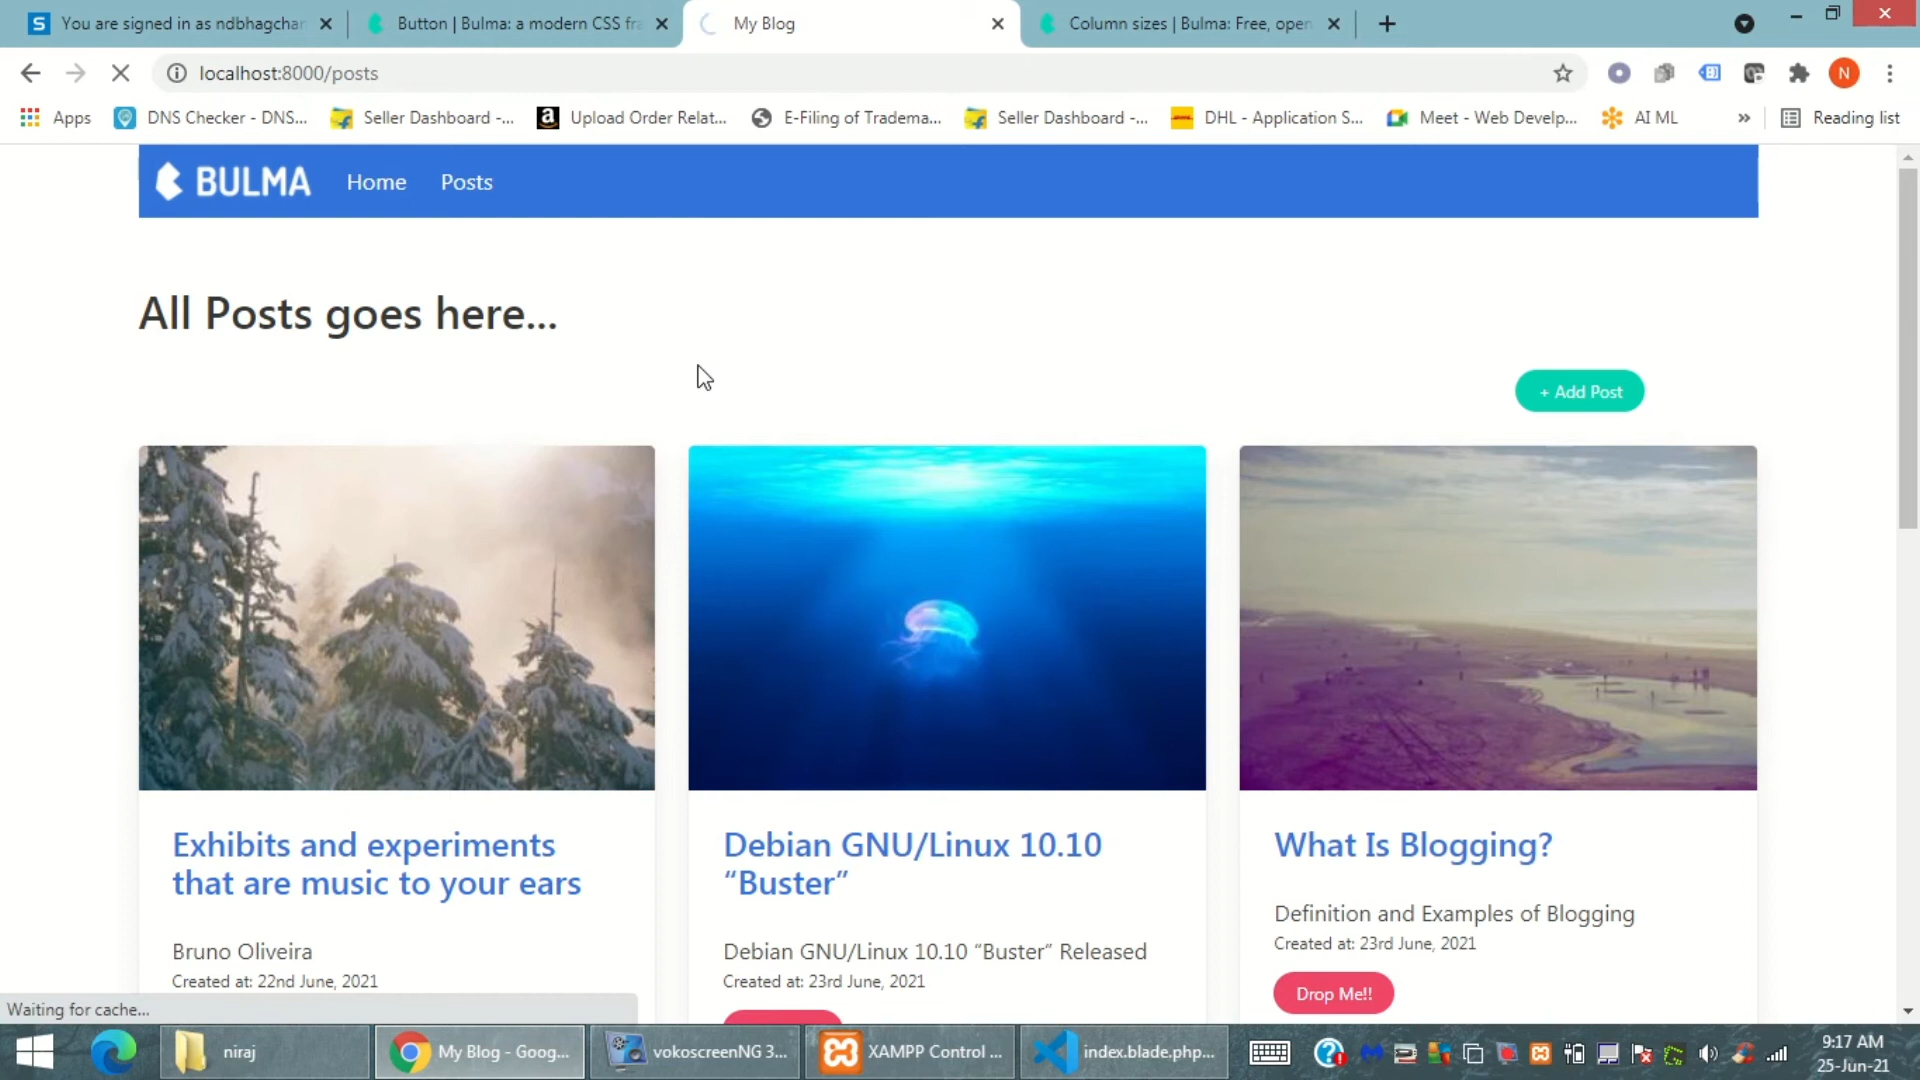 S You are signed in as ndbhagchan
Button | Bulma: a modern CSS fra
My Blog
Column sizes | Bulma: Free, open
localhost:8000/posts
N
Apps
DNS Checker - DNS...
Seller Dashboard -...
a Upload Order Relat...
E-Filing of Tradema...
Seller Dashboard -...
DHL - Application S...
Meet - Web Develp...
AI ML
»
Reading list
BULMA
Home
Posts
All Posts goes here...
+ Add Post
Exhibits and experiments
that are music to your ears
Bruno Oliveira
Created at: 22nd June, 2021
Debian GNU/Linux 10.10
“Buster”
Debian GNU/Linux 10.10 “Buster” Released
Created at: 23rd June, 2021
What Is Blogging?
Definition and Examples of Blogging
Created at: 23rd June, 2021
Drop Me!!
Waiting for cache...
niraj
My Blog - Goog...
vokoscreenNG 3...
XAMPP Control ...
index.blade.php...
9:17 AM
25-Jun-21